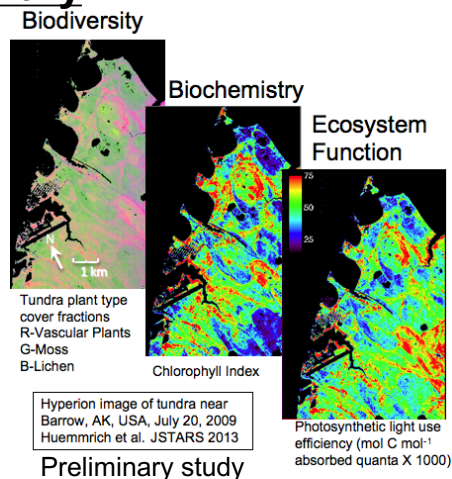 Biodiversity
Biochemistry
Ecosystem
Function
75
50
25
N
1 km
Tundra plant type
cover fractions
R-Vascular Plants
G-Moss
B-Lichen
Chlorophyll Index
Photosynthetic light use
efficiency (mol C mol-1
absorbed quanta X 1000)
Hyperion image of tundra near
Barrow, AK, USA, July 20, 2009
Huemmrich et al. JSTARS 2013
Preliminary study